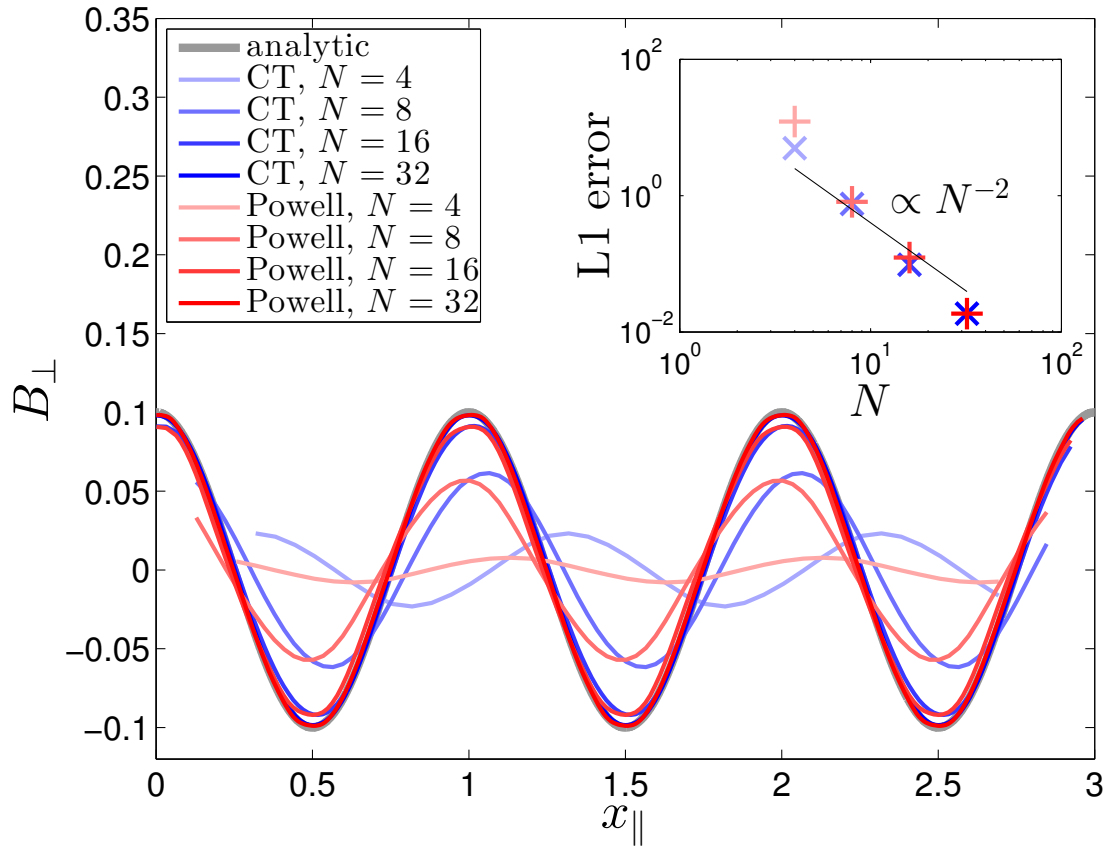 0.35
0.3
0.25
0.2
0.15
0.1
0.05
0
−0.05
−0.1
B⊥
analytic
CT, N = 4
CT, N = 8
CT, N = 16
CT, N = 32
Powell, N = 4
Powell, N = 8
Powell, N = 16
Powell, N = 32
10²
10⁰
10⁻²
L1 error
∝ N⁻²
10⁰ 10¹ 10²
N
0 0.5 1 1.5 2 2.5 3
x∥